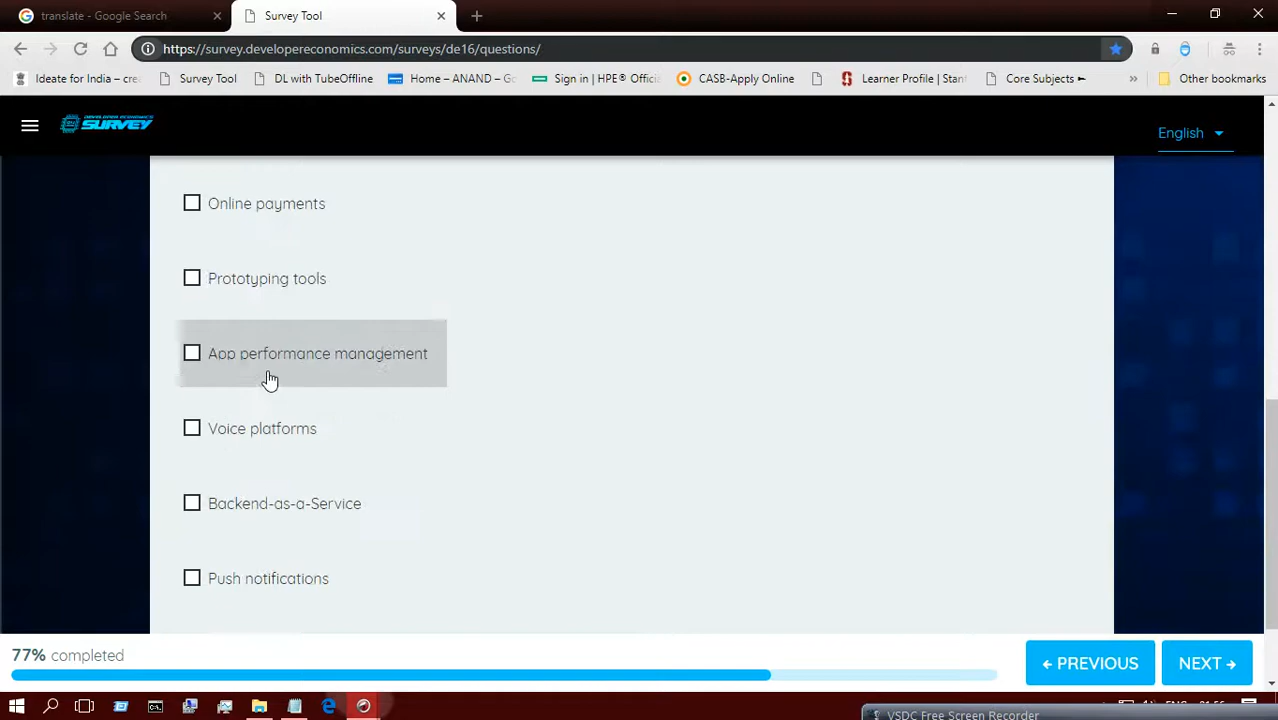 translate - Google Search
Survey Tool
https://survey.developereconomics.com/surveys/de16/questions/
Ideate for India – cre
Survey Tool
DL with TubeOffline
Home – ANAND – Go
Sign in | HPE® Offici
CASB-Apply Online
Learner Profile | Stan
Core Subjects ►
»
Other bookmarks
DEVELOPER ECONOMICS
SURVEY
English
Online payments
Prototyping tools
App performance management
Voice platforms
Backend-as-a-Service
Push notifications
77% completed
← PREVIOUS
NEXT →
VSDC Free Screen Recorder